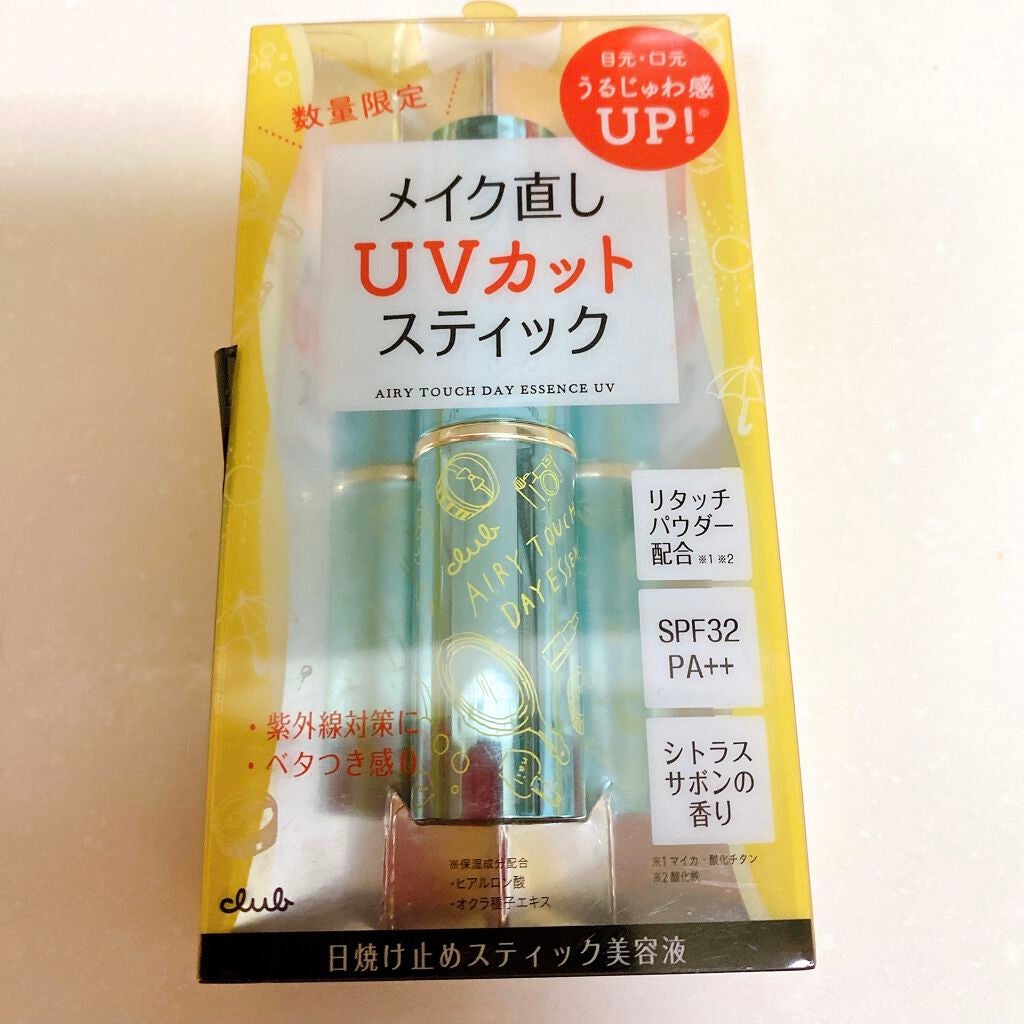 数量限定
目元・口元
うるじゅわ感
UP!※
メイク直し
UVカット
スティック
AIRY TOUCH DAY ESSENCE UV
club
AIRY TOUCH
DAY ESSEN
リタッチ
パウダー
配合 ※1 ※2
SPF32
PA++
・紫外線対策に
・ベタつき感0
シトラス
サボンの
香り
nail
※保湿成分配合
・ヒアルロン酸
・オクラ種子エキス
※1 マイカ・酸化チタン
※2 酸化鉄
club
日焼け止めスティック美容液